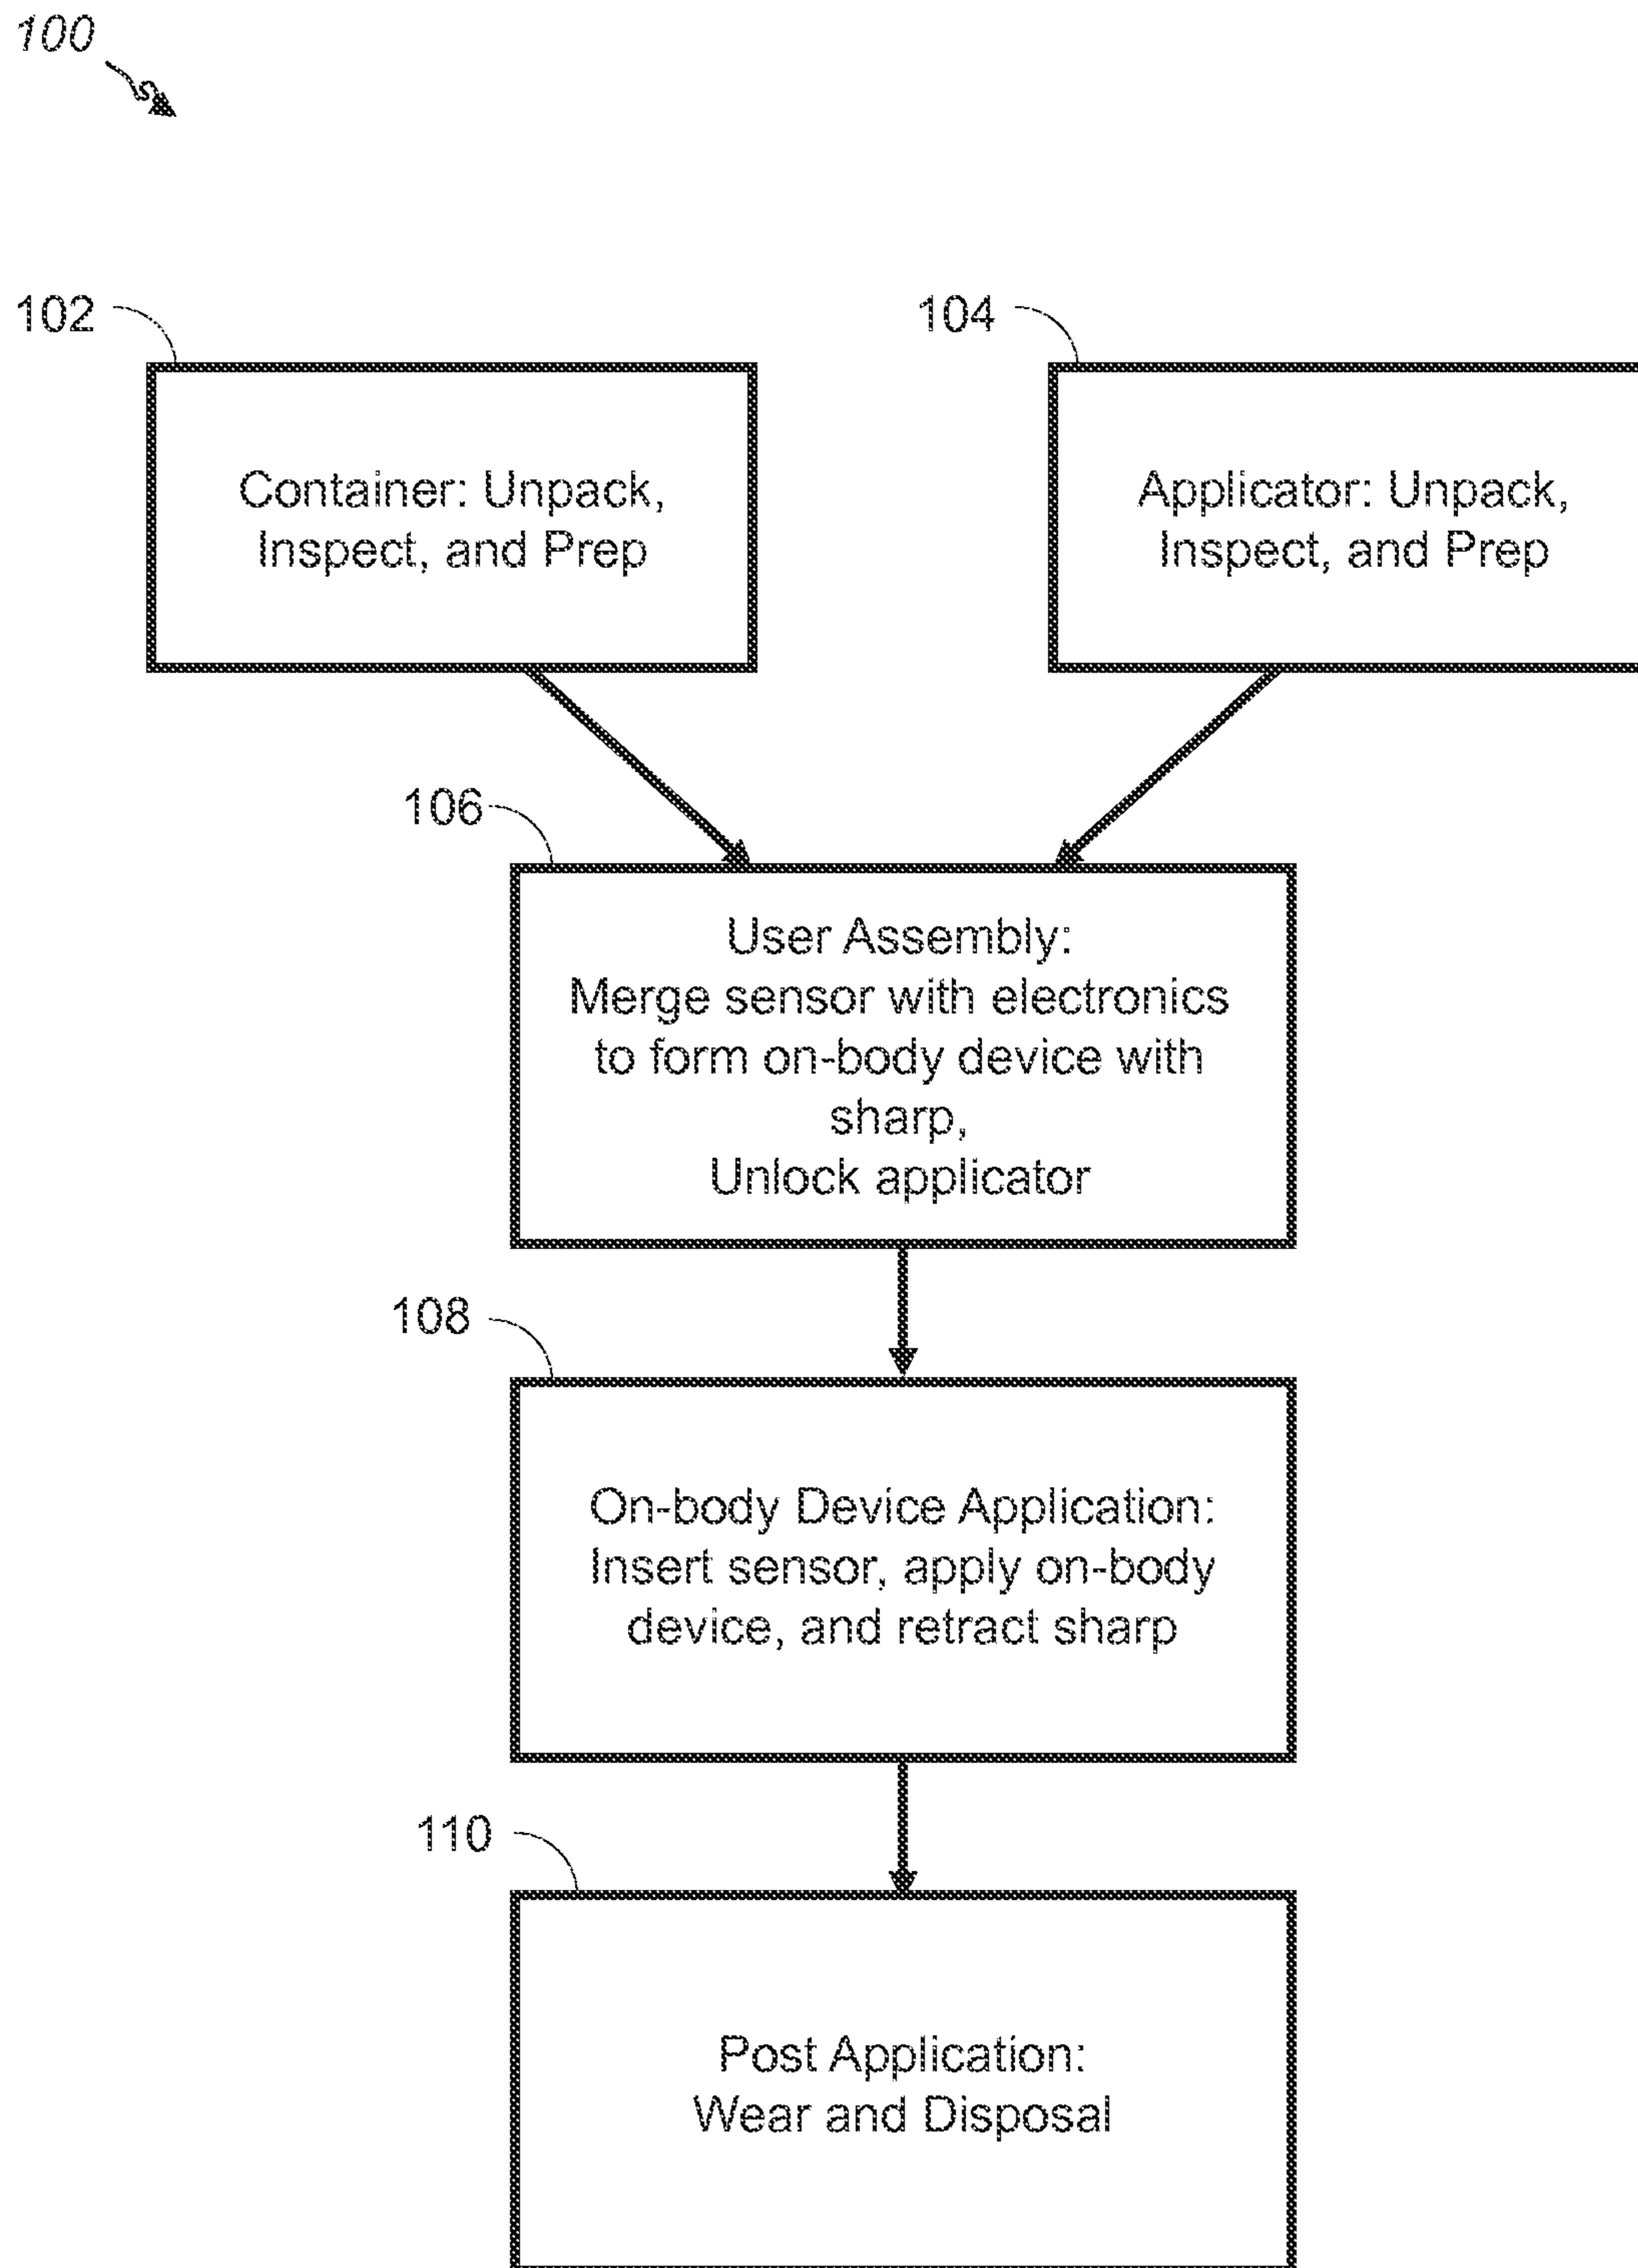 100
102
104
Container: Unpack,
Inspect, and Prep
Applicator: Unpack,
Inspect, and Prep
106
User Assembly:
Merge sensor with electronics
to form on-body device with
sharp,
Unlock applicator
108
On-body Device Application:
Insert sensor, apply on-body
device, and retract sharp
110
Post Application:
Wear and Disposal